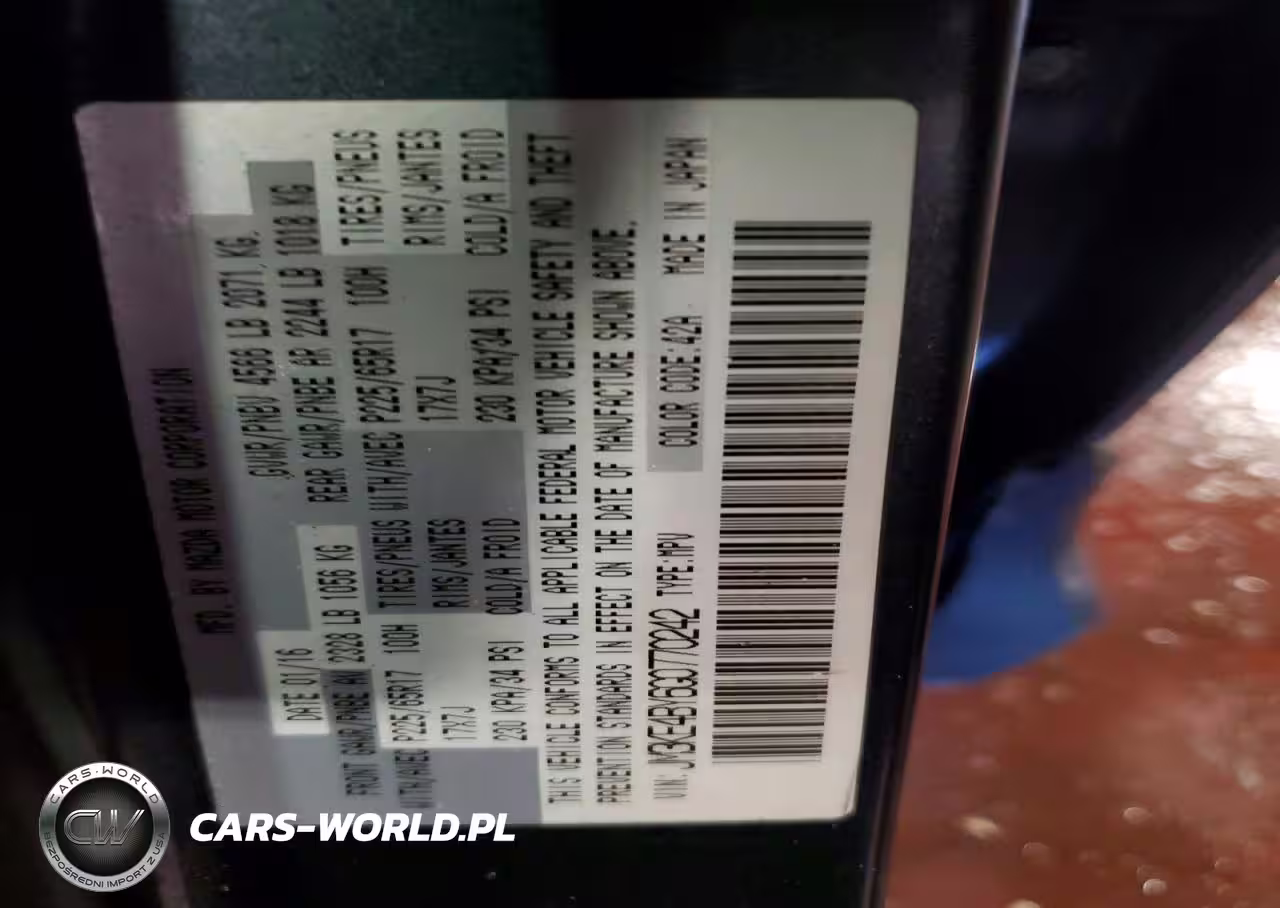 MFD. BY MAZDA MOTOR CORPORATION
DATE 01/16
GVWR/PNBV 4566 LB 2071 KG.
FRONT GAWR/PNBE AV 2328 LB 1056 KG
REAR GAWR/PNBE AR 2244 LB 1018 KG
WITH/AVEC P225/65R17 100H TIRES/PNEUS WITH/AVEC P225/65R17 100H TIRES/PNEUS
17X7J RIMS/JANTES 17X7J RIMS/JANTES
230 KPA/34 PSI COLD/A FROID 230 KPA/34 PSI COLD/A FROID
THIS VEHICLE CONFORMS TO ALL APPLICABLE FEDERAL MOTOR VEHICLE SAFETY AND THEFT
PREVENTION STANDARDS IN EFFECT ON THE DATE OF MANUFACTURE SHOWN ABOVE.
VIN: JM3KE4BY5G0770242 TYPE:MPV COLOR CODE:42A MADE IN JAPAN
CARS-WORLD
CW
BEZPOŚREDNI IMPORT Z USA
CARS-WORLD.PL